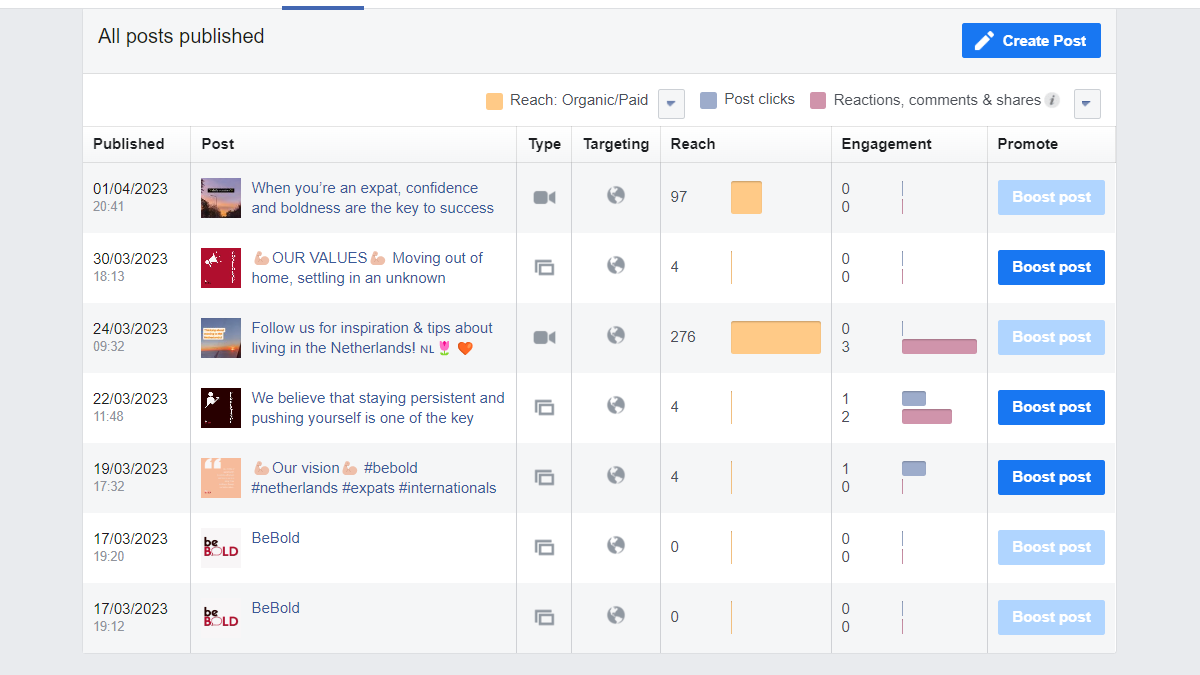 All posts published
Create Post
Reach: Organic/Paid
Post clicks
Reactions, comments & shares
Published Post Type Targeting Reach Engagement Promote
01/04/2023
20:41
When you’re an expat, confidence
and boldness are the key to success
97
0
0
Boost post
30/03/2023
18:13
💪🏼OUR VALUES💪🏼 Moving out of
home, settling in an unknown
4
0
0
Boost post
24/03/2023
09:32
Follow us for inspiration & tips about
living in the Netherlands! NL🌷 🧡
276
0
3
Boost post
22/03/2023
11:48
We believe that staying persistent and
pushing yourself is one of the key
4
1
2
Boost post
19/03/2023
17:32
💪🏼Our vision💪🏼 #bebold
#netherlands #expats #internationals
4
1
0
Boost post
17/03/2023
19:20
be
BOLD
BeBold
0
0
0
Boost post
17/03/2023
19:12
be
BOLD
BeBold
0
0
0
Boost post